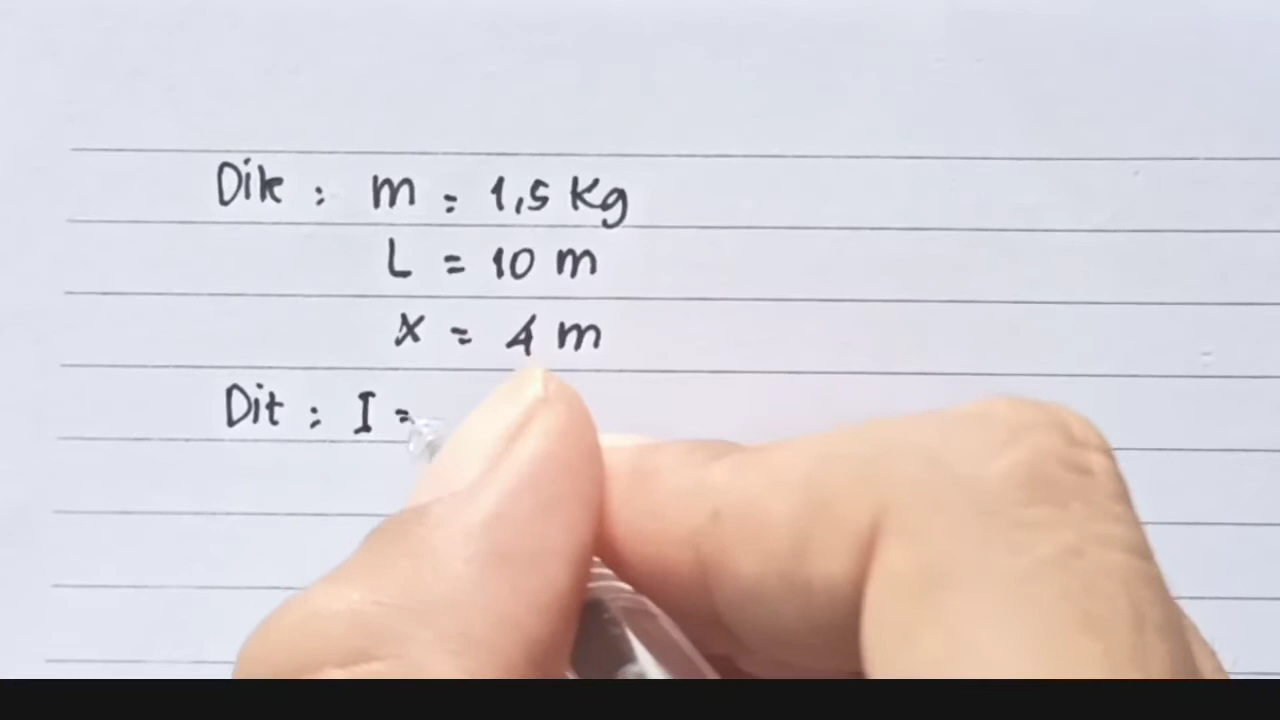 Dik : m = 1,5 Kg
L = 10 m
X = 4 m
Dit : I =